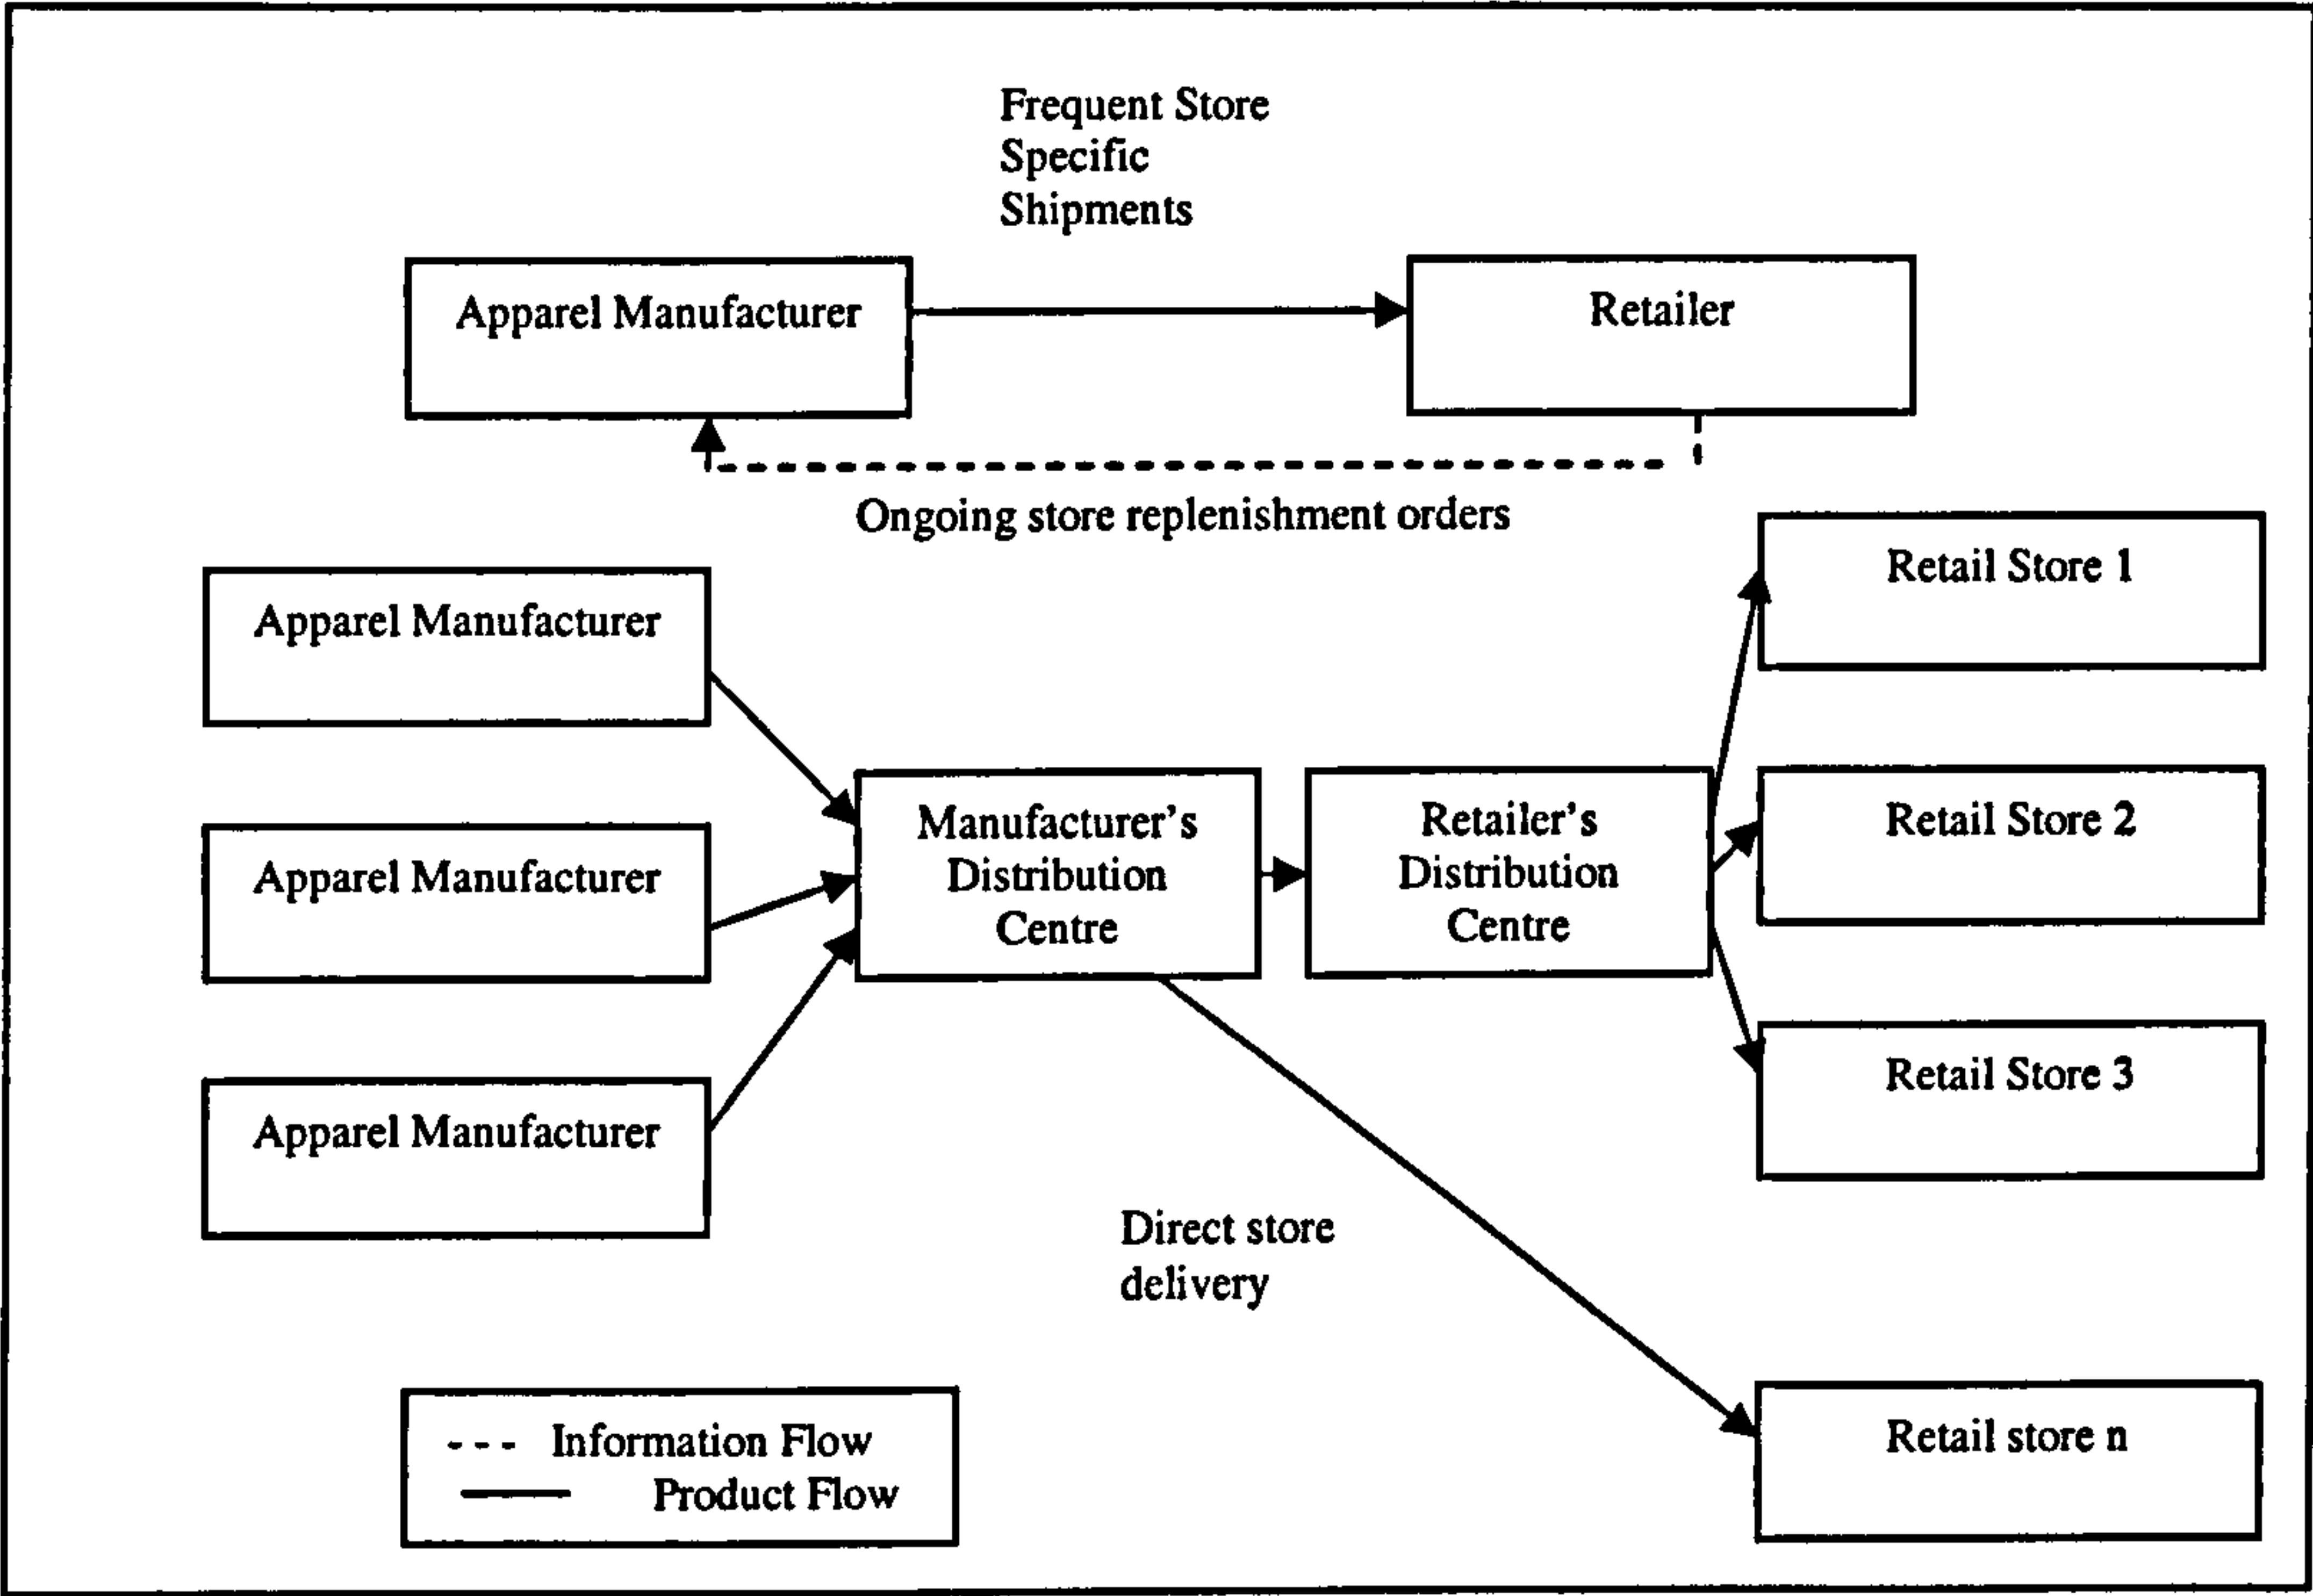 Frequent Store
Specific
Shipments
Apparel Manufacturer
Retailer
Ongoing store replenishment orders
Retail Store 1
Apparel Manufacturer
Manufacturer's
Distribution
Centre
Retailer's
Distribution
Centre
Retail Store 2
Apparel Manufacturer
Retail Store 3
Apparel Manufacturer
Direct store
delivery
Information Flow
Product Flow
Retail store n